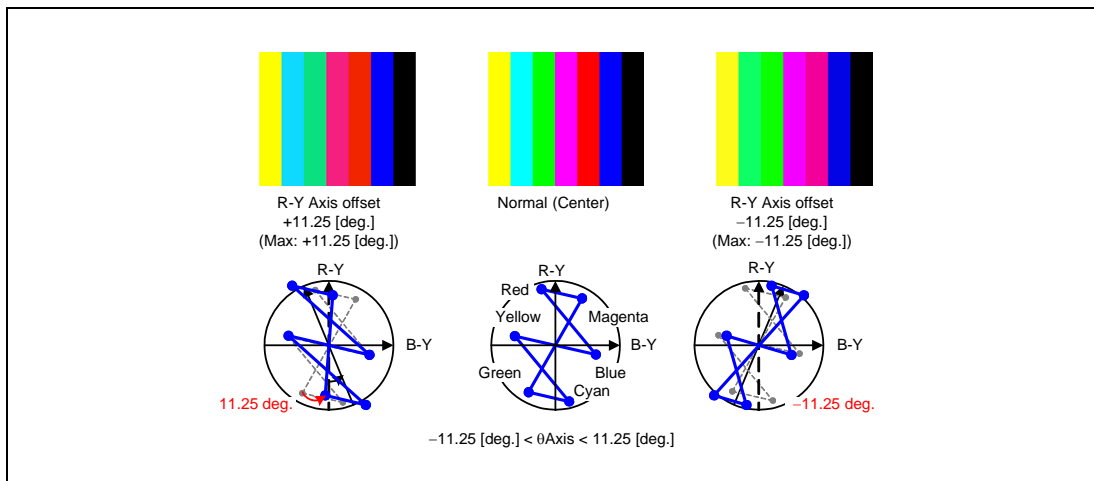 R-Y Axis offset
+11.25 [deg.]
(Max: +11.25 [deg.])
Normal (Center)
R-Y Axis offset
−11.25 [deg.]
(Max: −11.25 [deg.])
R-Y
B-Y
11.25 deg.
R-Y
Red
Yellow
Magenta
B-Y
Green
Blue
Cyan
R-Y
B-Y
−11.25 deg.
−11.25 [deg.] < θAxis < 11.25 [deg.]